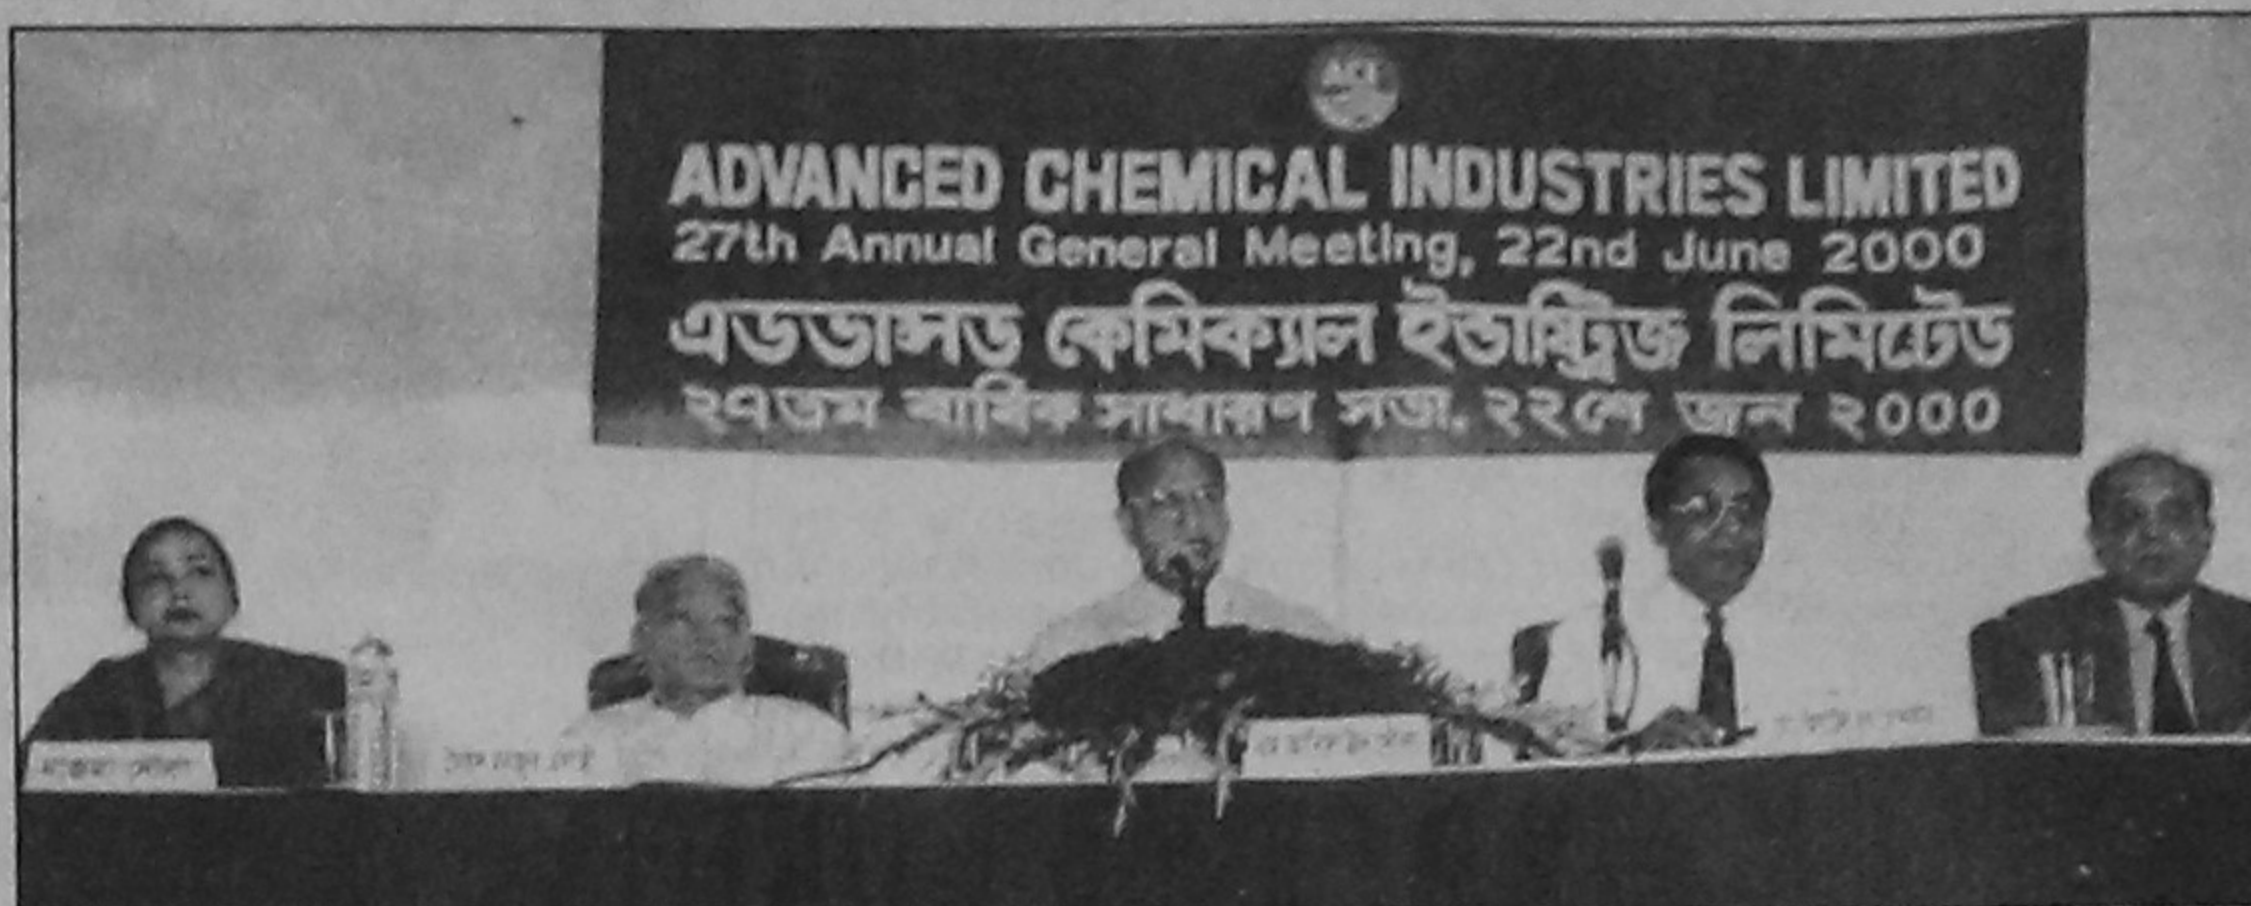 ACI
ADVANCED CHEMICAL INDUSTRIES LIMITED
27th Annual General Meeting, 22nd June 2000
এডভান্সড কেমিক্যাল ইন্ডাষ্ট্রিজ লিমিটেড
২৭তম বার্ষিক সাধারণ সভা, ২২শে জুন ২০০০